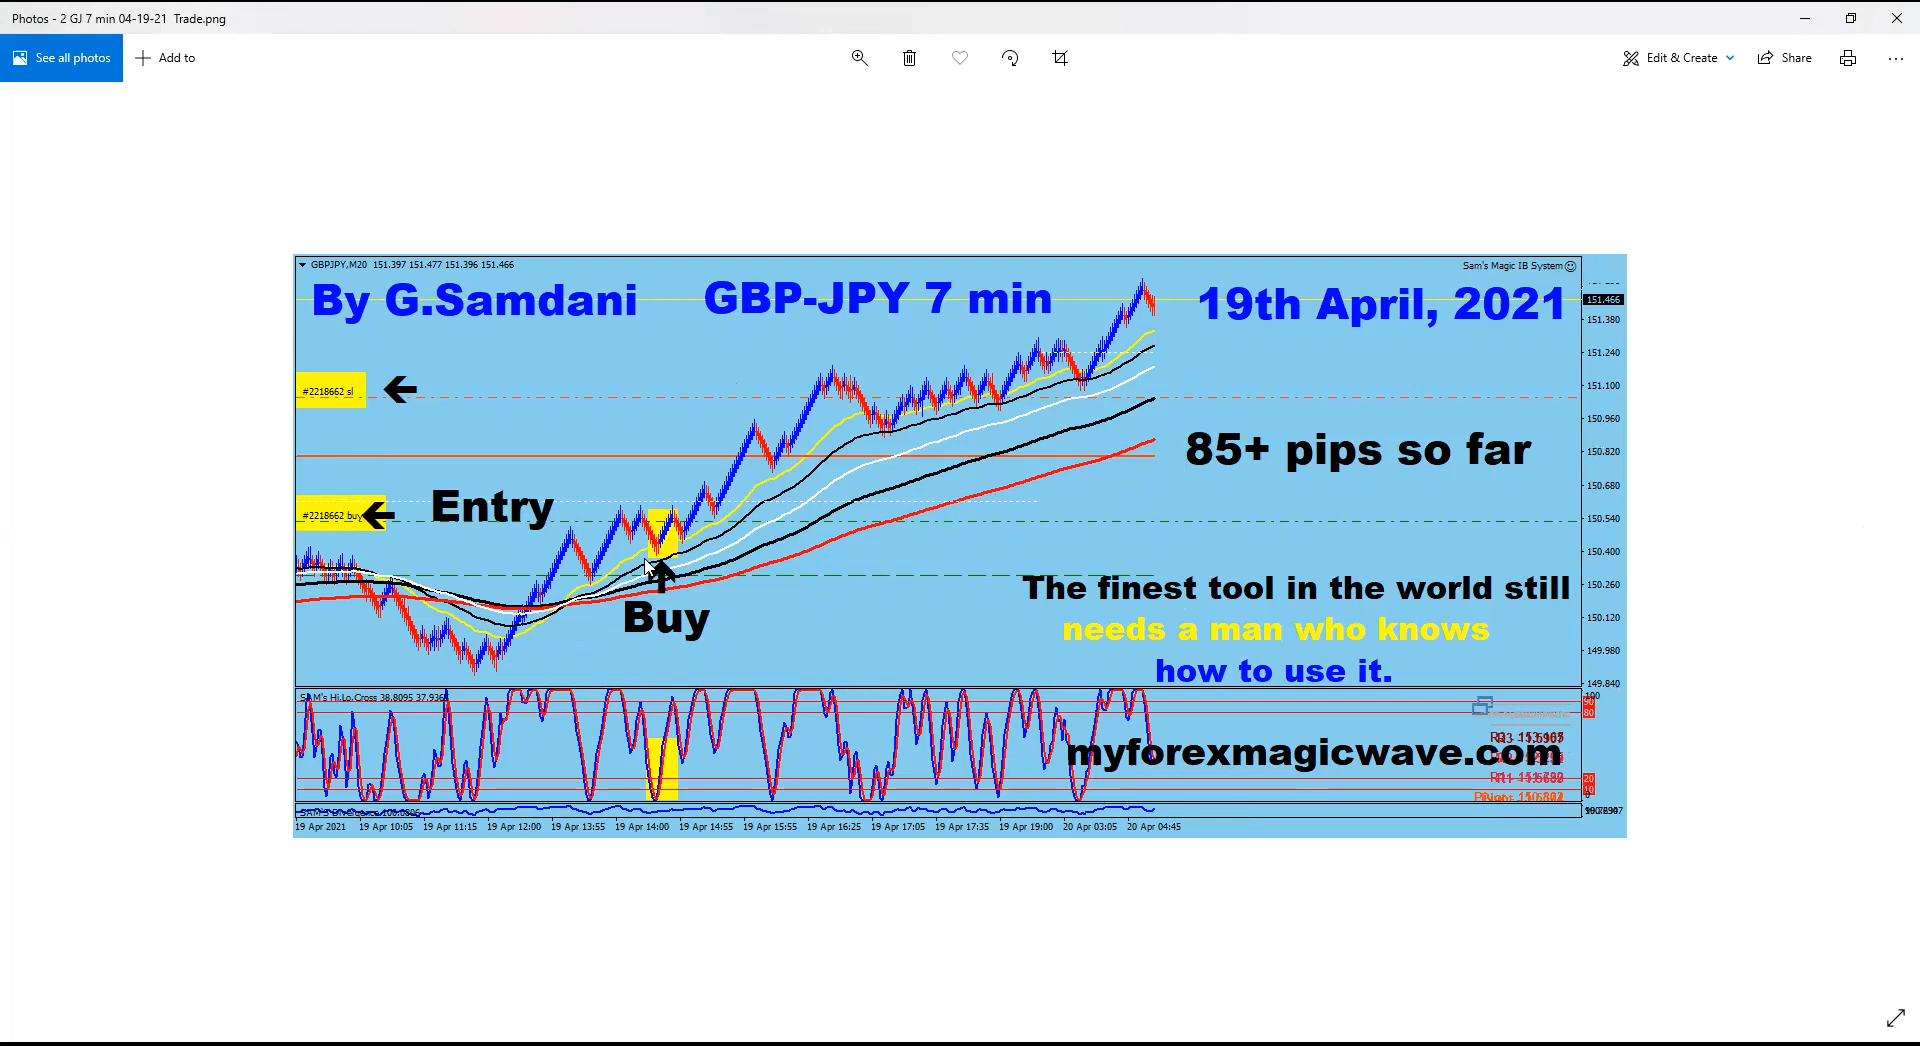 Photos - 2 GJ 7 min 04-19-21 Trade.png
See all photos
Add to
Edit & Create
Share
GBPJPY,M20 151.397 151.477 151.396 151.466
Sam's Magic IB System
By G.Samdani
GBP-JPY 7 min
19th April, 2021
151.466
151.380
151.240
#2218662 sl
151.100
150.960
85+ pips so far
150.820
150.680
Entry
#2218662 buy
150.540
150.400
The finest tool in the world still
150.260
Buy
150.120
needs a man who knows
149.980
how to use it.
149.840
SAM's Hi.Lo.Cross 38.8095 37.936
100
90
80
myforexmagicwave.com
20
10
0
19 Apr 2021
19 Apr 10:05
19 Apr 11:15
19 Apr 12:00
19 Apr 13:55
19 Apr 14:00
19 Apr 14:55
19 Apr 15:55
19 Apr 16:25
19 Apr 17:05
19 Apr 17:35
19 Apr 19:00
20 Apr 03:05
20 Apr 04:45